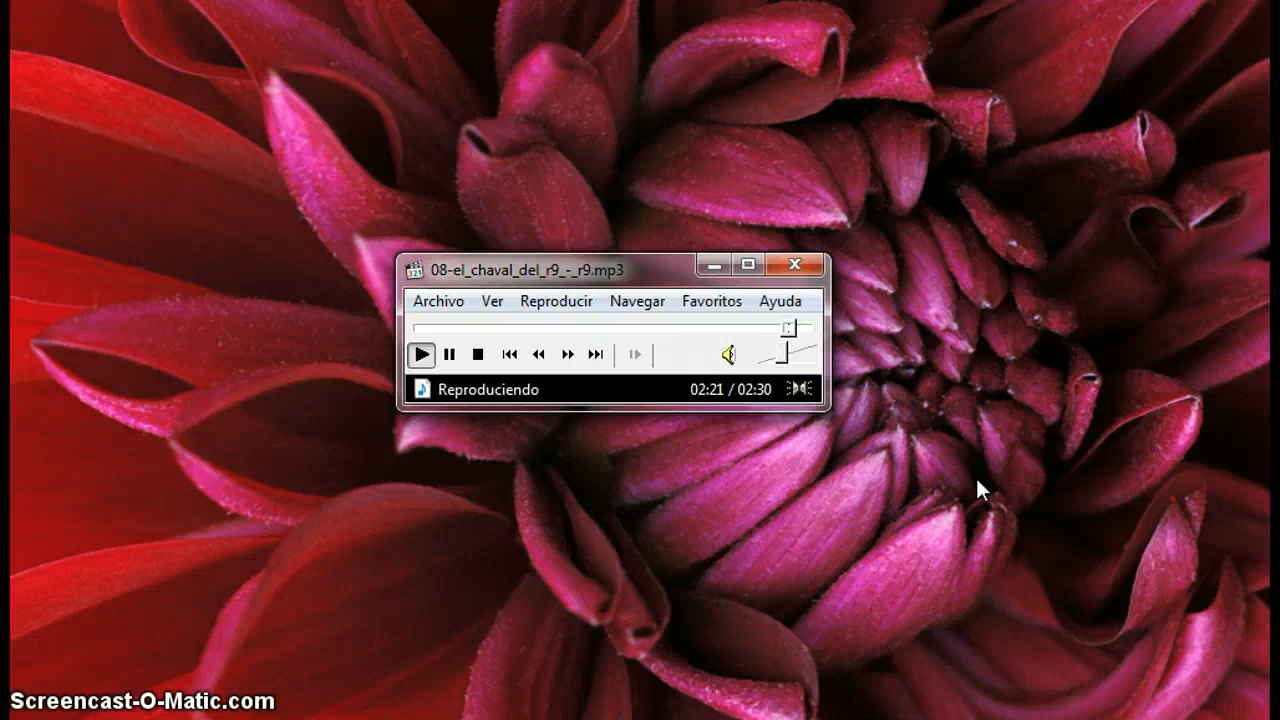 08-el_chaval_del_r9_-_r9.mp3
Archivo Ver Reproducir Navegar Favoritos Ayuda
Reproduciendo 02:21 / 02:30
Screencast-O-Matic.com